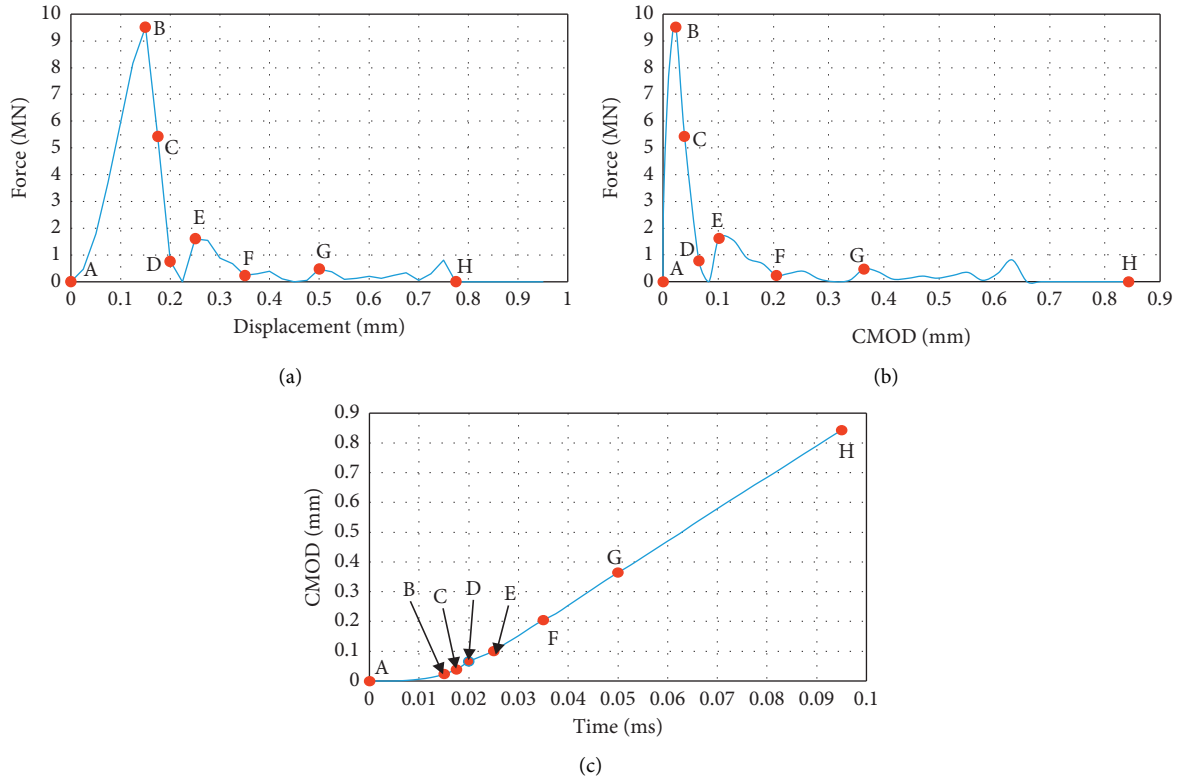 10
9
8
7
6
5
4
3
2
1
0
Force (MN)
A
B
C
D
E
F
G
H
0 0.1 0.2 0.3 0.4 0.5 0.6 0.7 0.8 0.9 1
Displacement (mm)
(a)
10
9
8
7
6
5
4
3
2
1
0
Force (MN)
A
B
C
D
E
F
G
H
0 0.1 0.2 0.3 0.4 0.5 0.6 0.7 0.8 0.9
CMOD (mm)
(b)
0.9
0.8
0.7
0.6
0.5
0.4
0.3
0.2
0.1
0
CMOD (mm)
A
B
C
D
E
F
G
H
0 0.01 0.02 0.03 0.04 0.05 0.06 0.07 0.08 0.09 0.1
Time (ms)
(c)